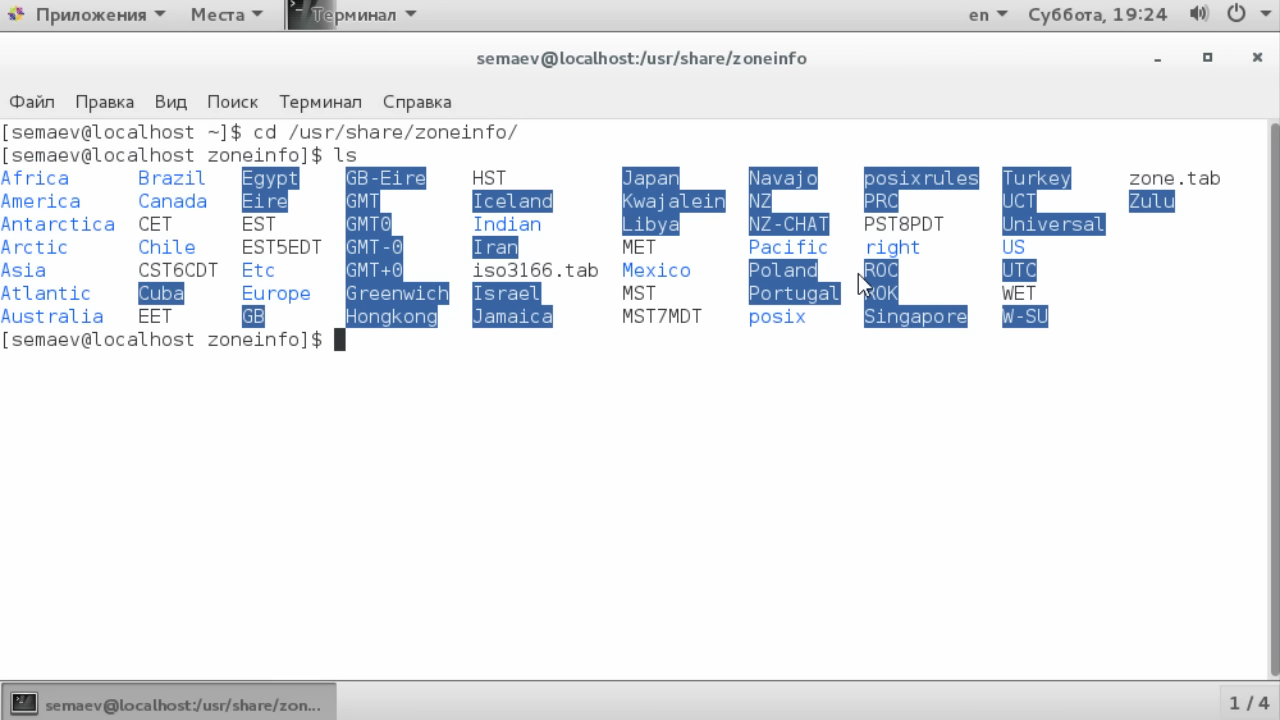 Приложения Места Терминал en Суббота, 19:24
semaev@localhost:/usr/share/zoneinfo
Файл Правка Вид Поиск Терминал Справка
[semaev@localhost ~]$ cd /usr/share/zoneinfo/
[semaev@localhost zoneinfo]$ ls
Africa Brazil Egypt GB-Eire HST Japan Navajo posixrules Turkey zone.tab
America Canada Eire GMT Iceland Kwajalein NZ PRC UCT Zulu
Antarctica CET EST GMT0 Indian Libya NZ-CHAT PST8PDT Universal
Arctic Chile EST5EDT GMT-0 Iran MET Pacific right US
Asia CST6CDT Etc GMT+0 iso3166.tab Mexico Poland ROC UTC
Atlantic Cuba Europe Greenwich Israel MST Portugal ROK WET
Australia EET GB Hongkong Jamaica MST7MDT posix Singapore W-SU
[semaev@localhost zoneinfo]$
semaev@localhost:/usr/share/zon... 1 / 4